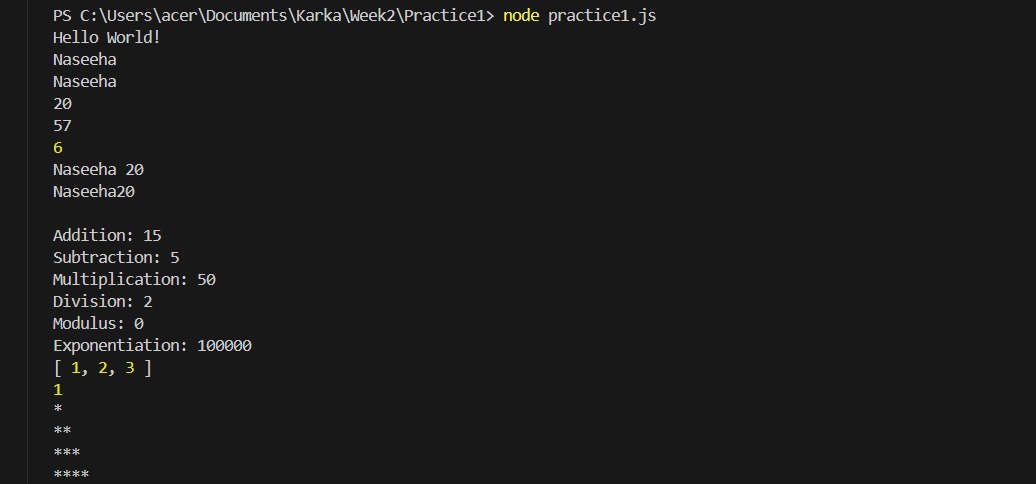 PS C:\Users\acer\Documents\Karka\Week2\Practice1> node practice1.js
Hello World!
Naseeha
Naseeha
20
57
6
Naseeha 20
Naseeha20
Addition: 15
Subtraction: 5
Multiplication: 50
Division: 2
Modulus: 0
Exponentiation: 100000
[ 1, 2, 3 ]
1
*
**
***
****